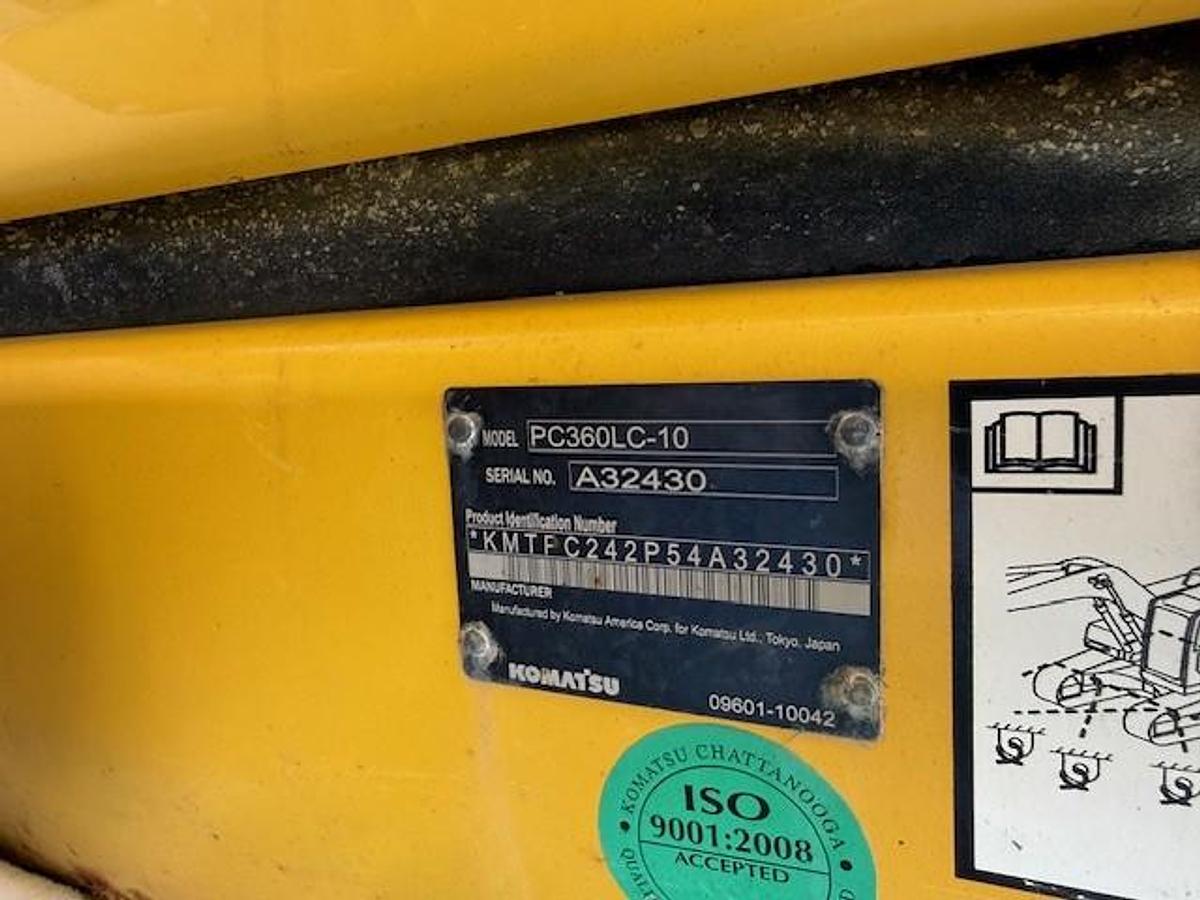 MODEL PC360LC-10
SERIAL NO. A32430
Product Identification Number
*KMTPC242P54A32430*
MANUFACTURER
Manufactured by Komatsu America Corp. for Komatsu Ltd., Tokyo, Japan
KOMATSU
09601-10042
KOMATSU CHATTANOOGA
ISO
9001:2008
ACCEPTED